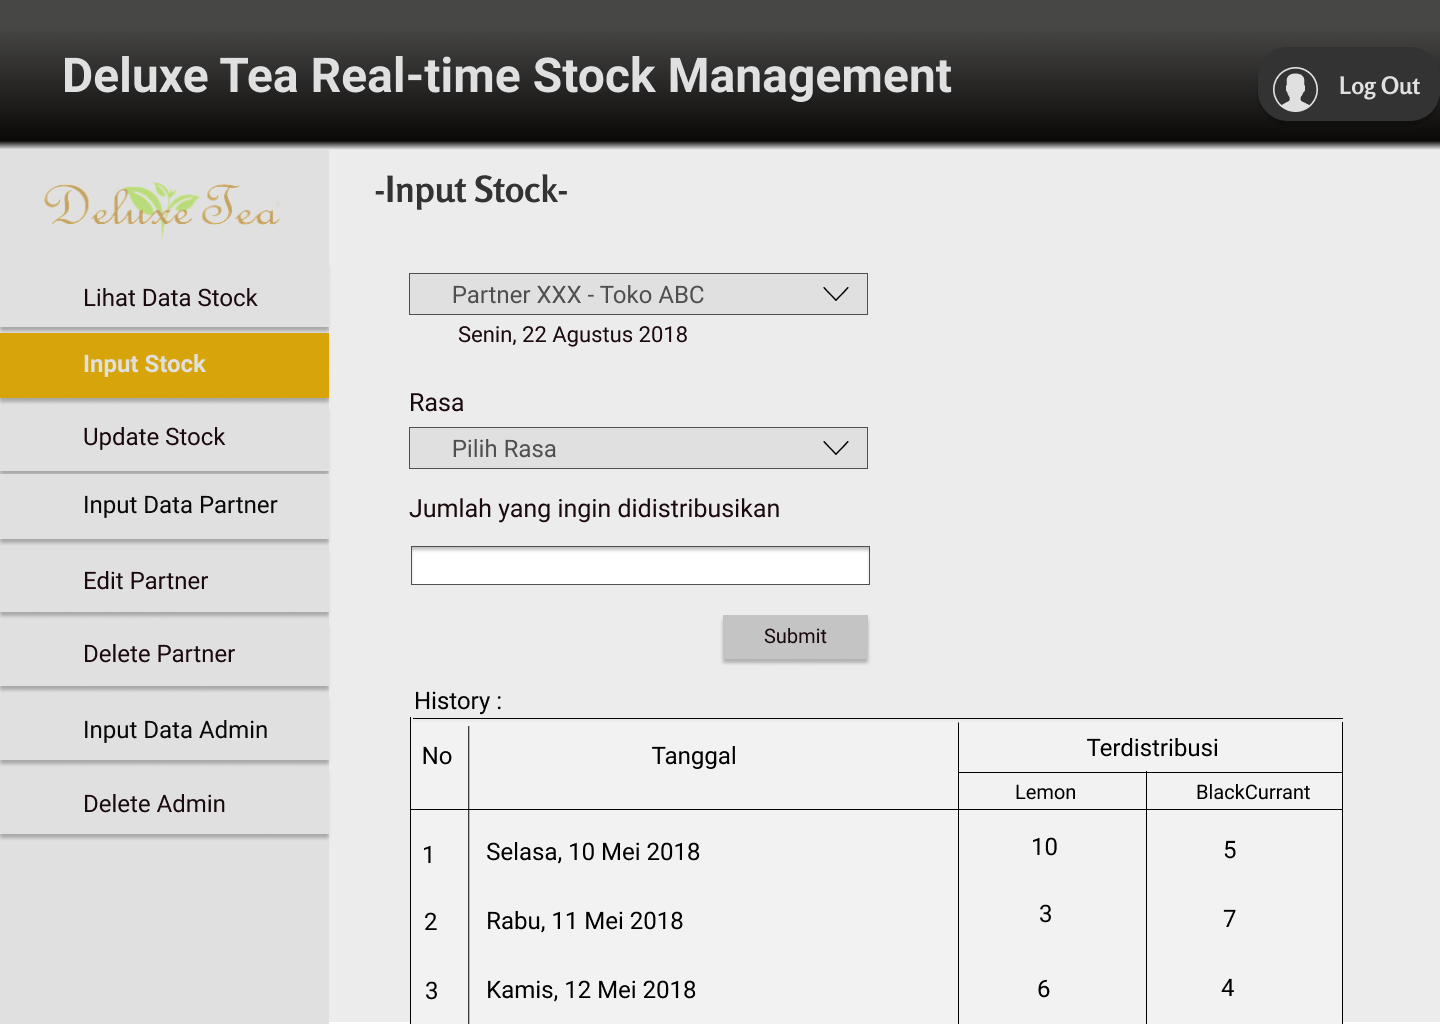 Deluxe Tea Real-time Stock Management
Log Out
Deluxe Tea
Lihat Data Stock
Input Stock
Update Stock
Input Data Partner
Edit Partner
Delete Partner
Input Data Admin
Delete Admin
-Input Stock-
Partner XXX - Toko ABC
Senin, 22 Agustus 2018
Rasa
Pilih Rasa
Jumlah yang ingin didistribusikan
Submit
History :
No Tanggal Terdistribusi
Lemon BlackCurrant
1 Selasa, 10 Mei 2018 10 5
2 Rabu, 11 Mei 2018 3 7
3 Kamis, 12 Mei 2018 6 4